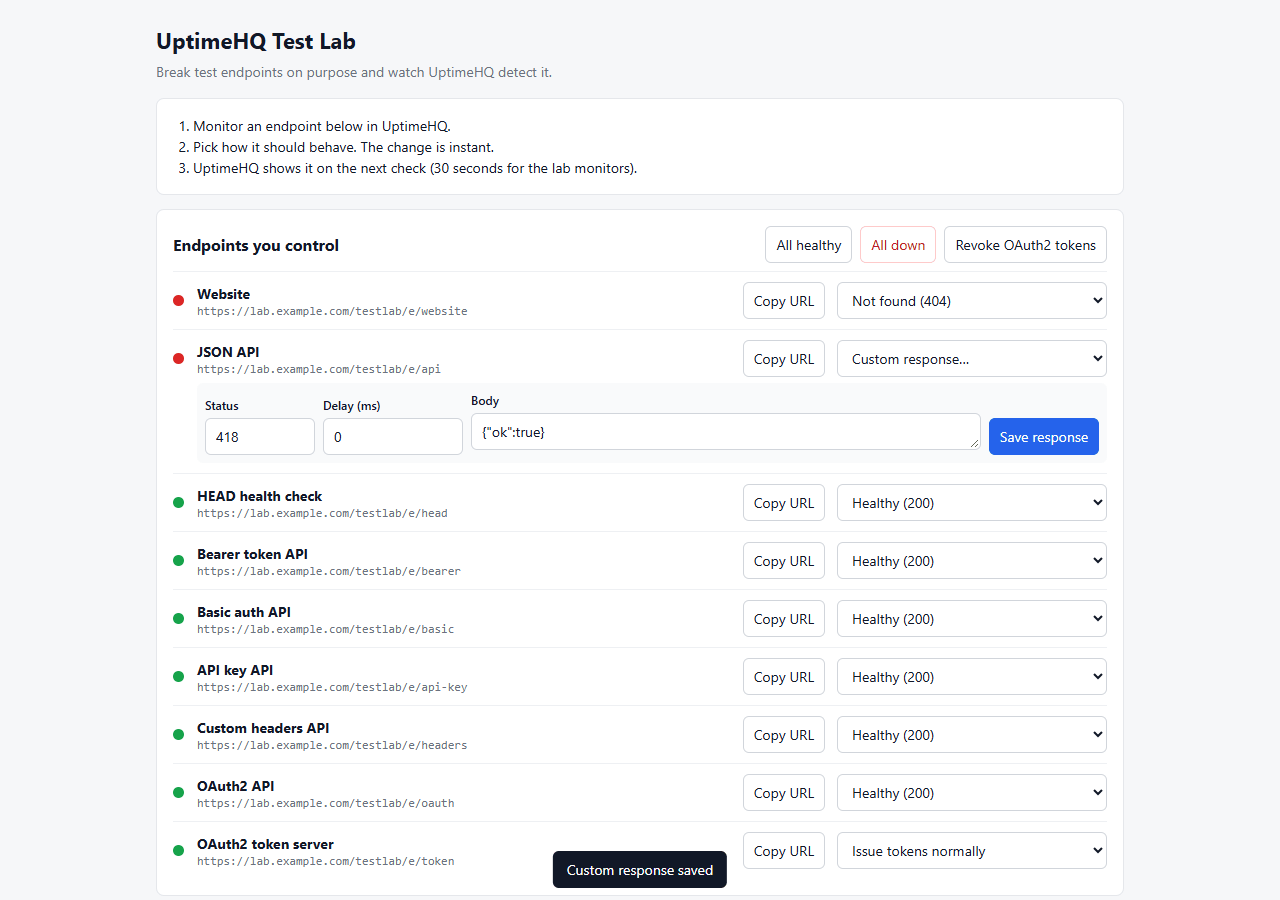 UptimeHQ Test Lab
Break test endpoints on purpose and watch UptimeHQ detect it.
1. Monitor an endpoint below in UptimeHQ.
2. Pick how it should behave. The change is instant.
3. UptimeHQ shows it on the next check (30 seconds for the lab monitors).
Endpoints you control
All healthy
All down
Revoke OAuth2 tokens
Website
https://lab.example.com/testlab/e/website
Copy URL
Not found (404)
JSON API
https://lab.example.com/testlab/e/api
Copy URL
Custom response...
Status
Delay (ms)
Body
418
0
{"ok":true}
Save response
HEAD health check
https://lab.example.com/testlab/e/head
Copy URL
Healthy (200)
Bearer token API
https://lab.example.com/testlab/e/bearer
Copy URL
Healthy (200)
Basic auth API
https://lab.example.com/testlab/e/basic
Copy URL
Healthy (200)
API key API
https://lab.example.com/testlab/e/api-key
Copy URL
Healthy (200)
Custom headers API
https://lab.example.com/testlab/e/headers
Copy URL
Healthy (200)
OAuth2 API
https://lab.example.com/testlab/e/oauth
Copy URL
Healthy (200)
OAuth2 token server
https://lab.example.com/testlab/e/token
Copy URL
Issue tokens normally
Custom response saved